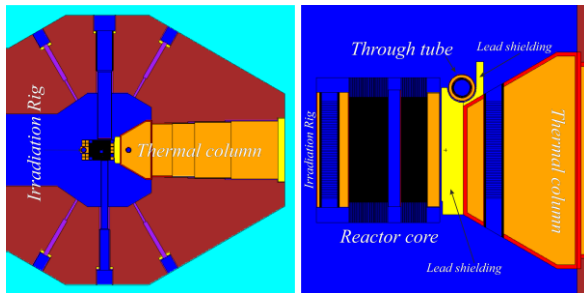 Irradiation Rig
Thermal column
Through tube
Lead shielding
Irradiation Rig
Thermal column
Reactor core
Lead shielding